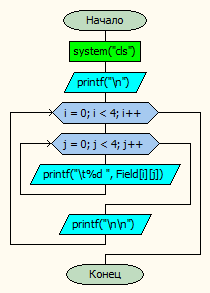 Начало
system("cls")
printf("\n")
i = 0; i < 4; i++
j = 0; j < 4; j++
printf("\t%d ", Field[i][j])
printf("\n\n")
Конец